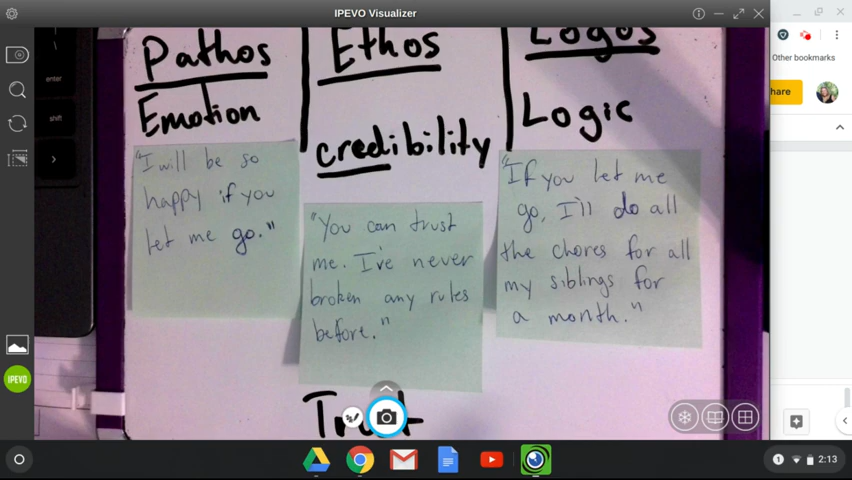 IPEVO Visualizer
Other bookmarks
hare
enter
shift
Pathos
Emotion
"I will be so
happy if you
let me go."
Ethos
credibility
"You can trust
me. I've never
broken any rules
before."
Trust
Logos
Logic
"If you let me
go, I'll do all
the chores for all
my siblings for
a month."
IPEVO
1
2:13